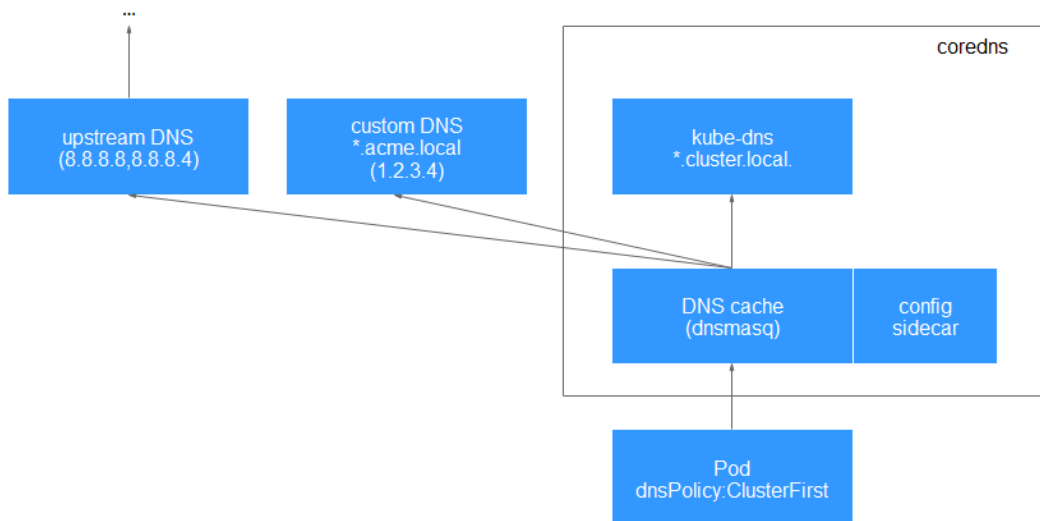 ...
coredns
upstream DNS
(8.8.8.8,8.8.8.4)
custom DNS
*.acme.local
(1.2.3.4)
kube-dns
*.cluster.local.
DNS cache
(dnsmasq)
config
sidecar
Pod
dnsPolicy:ClusterFirst